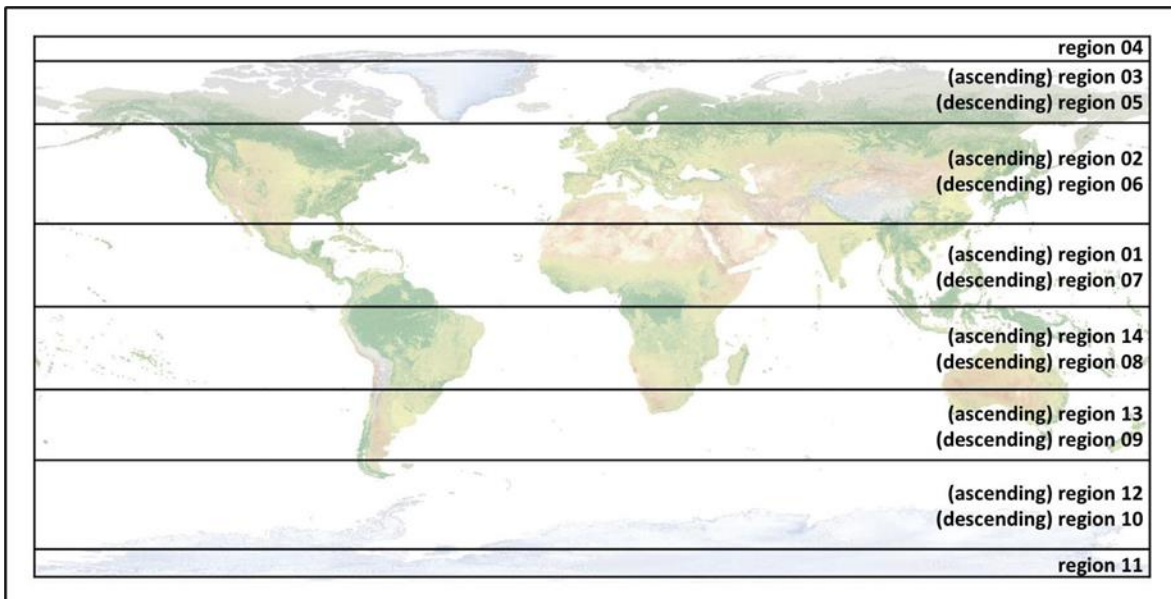 region 04
(ascending) region 03
(descending) region 05
(ascending) region 02
(descending) region 06
(ascending) region 01
(descending) region 07
(ascending) region 14
(descending) region 08
(ascending) region 13
(descending) region 09
(ascending) region 12
(descending) region 10
region 11